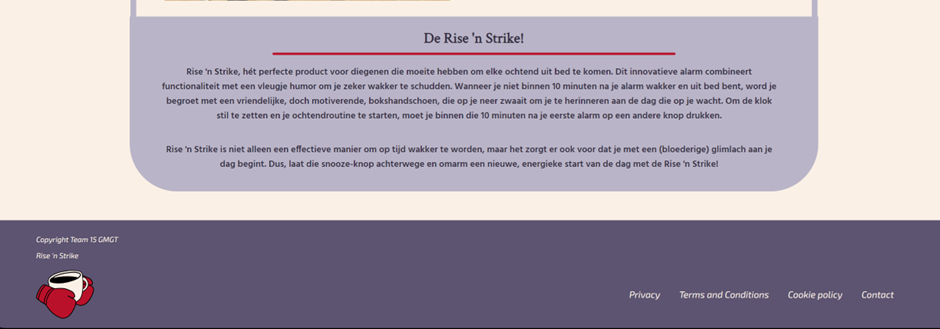 De Rise 'n Strike!
Rise 'n Strike, hét perfecte product voor diegenen die moeite hebben om elke ochtend uit bed te komen. Dit innovatieve alarm combineert
functionaliteit met een vleugje humor om je zeker wakker te schudden. Wanneer je niet binnen 10 minuten na je alarm wakker en uit bed bent, word je
begroet met een vriendelijke, doch motiverende, bokshandschoen, die op je neer zwaait om je te herinneren aan de dag die op je wacht. Om de klok
stil te zetten en je ochtendroutine te starten, moet je binnen die 10 minuten na je eerste alarm op een andere knop drukken.
Rise 'n Strike is niet alleen een effectieve manier om op tijd wakker te worden, maar het zorgt er ook voor dat je met een (bloederige) glimlach aan je
dag begint. Dus, laat die snooze-knop achterwege en omarm een nieuwe, energieke start van de dag met de Rise 'n Strike!
Copyright Team 15 GMGT
Rise 'n Strike
Privacy Terms and Conditions Cookie policy Contact